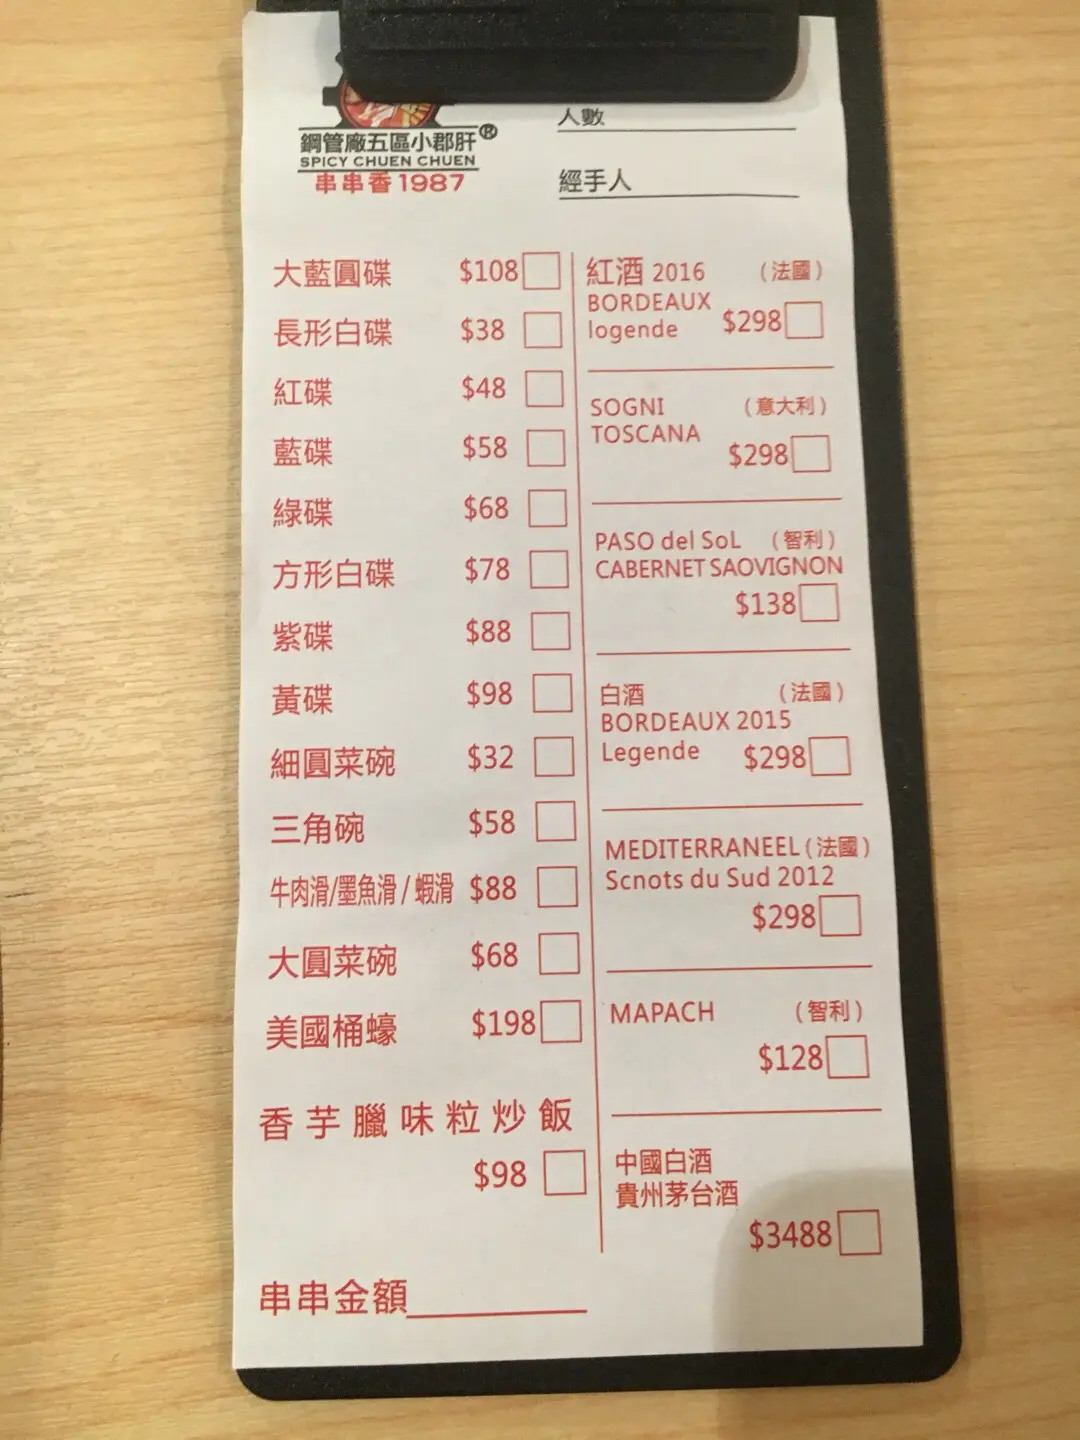 人數
鋼管廠五區小郡肝®
SPICY CHUEN CHUEN
串串香1987
經手人
大藍圓碟 $108
長形白碟 $38
紅碟 $48
藍碟 $58
綠碟 $68
方形白碟 $78
紫碟 $88
黃碟 $98
細圓菜碗 $32
三角碗 $58
牛肉滑/墨魚滑/蝦滑 $88
大圓菜碗 $68
美國桶蠔 $198
香芋臘味粒炒飯
$98
串串金額
紅酒 2016 (法國)
BORDEAUX
logende $298
SOGNI (意大利)
TOSCANA
$298
PASO del SoL (智利)
CABERNET SAOVIGNON
$138
白酒 (法國)
BORDEAUX 2015
Legende $298
MEDITERRANEEL (法國)
Scnots du Sud 2012
$298
MAPACH (智利)
$128
中國白酒
貴州茅台酒
$3488